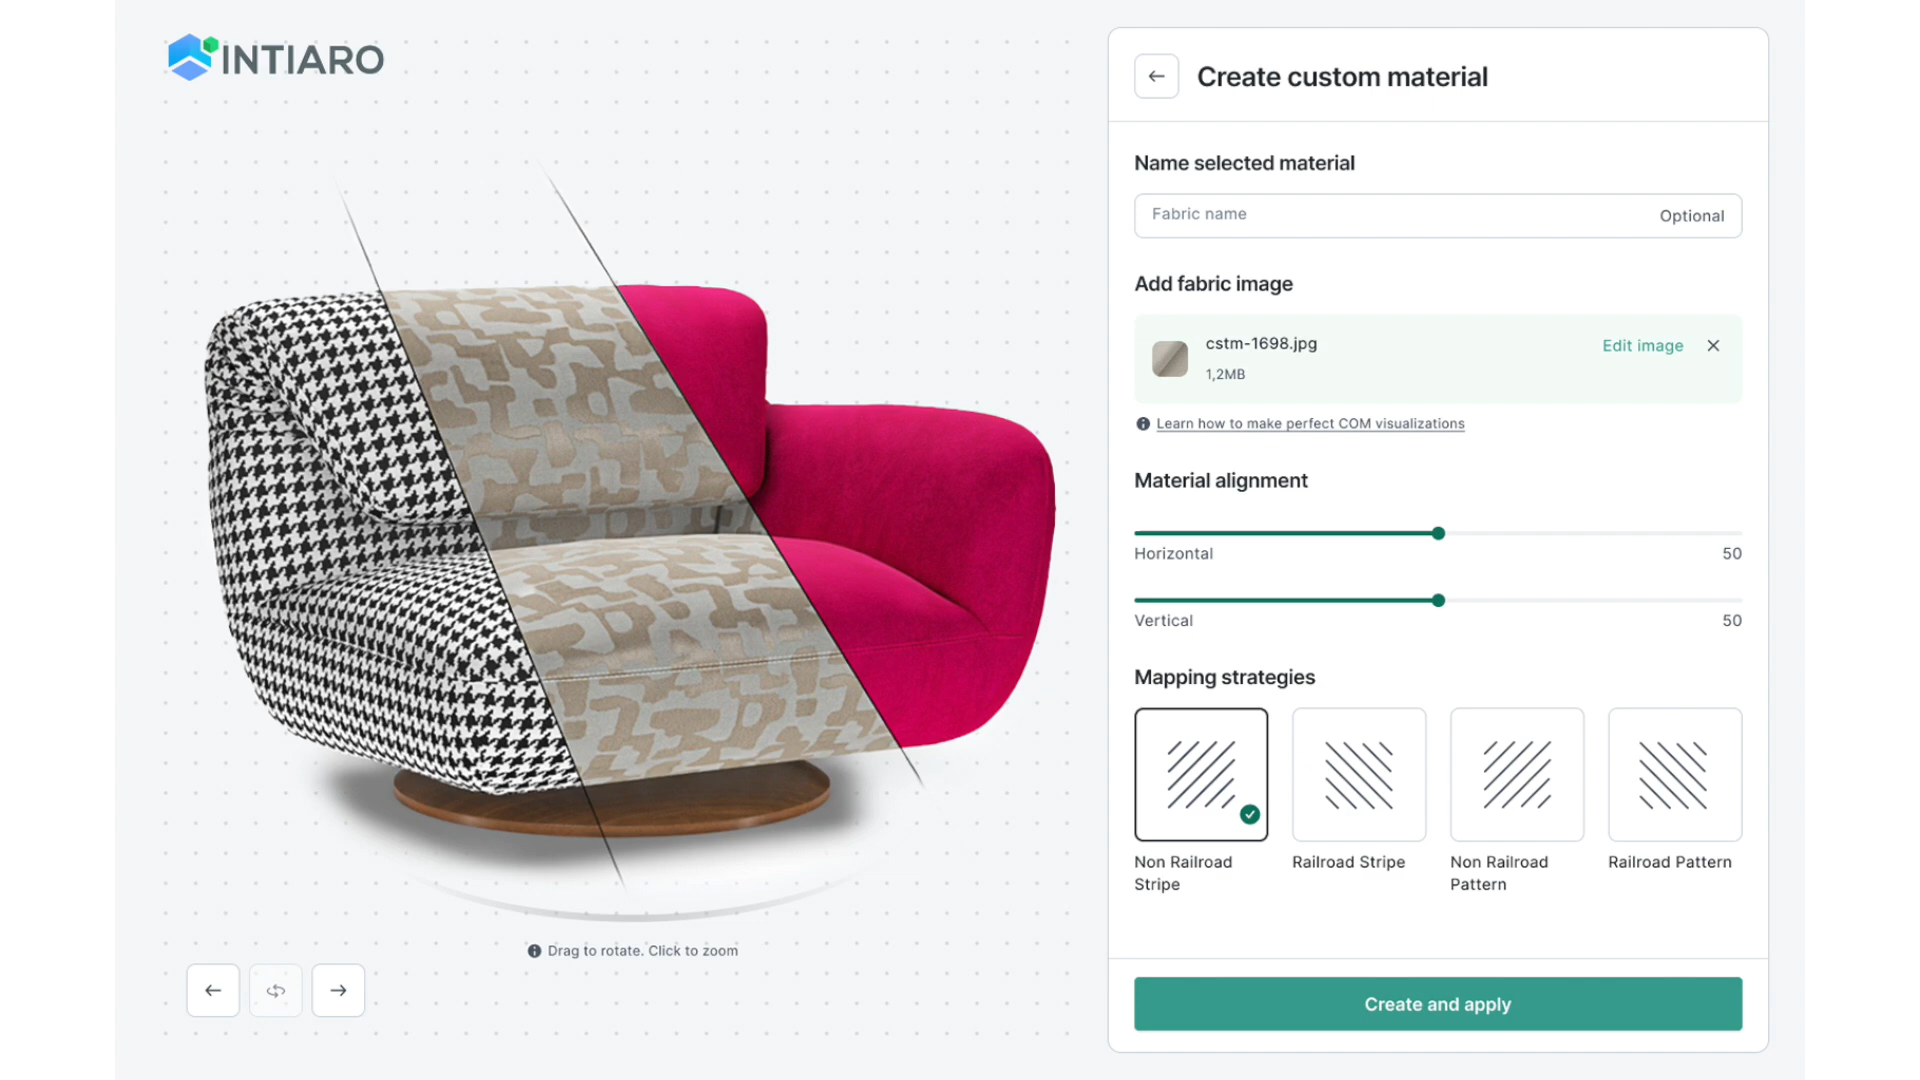 INTIARO
Create custom material
Name selected material
Fabric name
Optional
Add fabric image
cstm-1698.jpg
Edit image
1,2MB
Learn how to make perfect COM visualizations
Material alignment
Horizontal
50
Vertical
50
Mapping strategies
Non Railroad
Stripe
Railroad Stripe
Non Railroad
Pattern
Railroad Pattern
Drag to rotate. Click to zoom
Create and apply